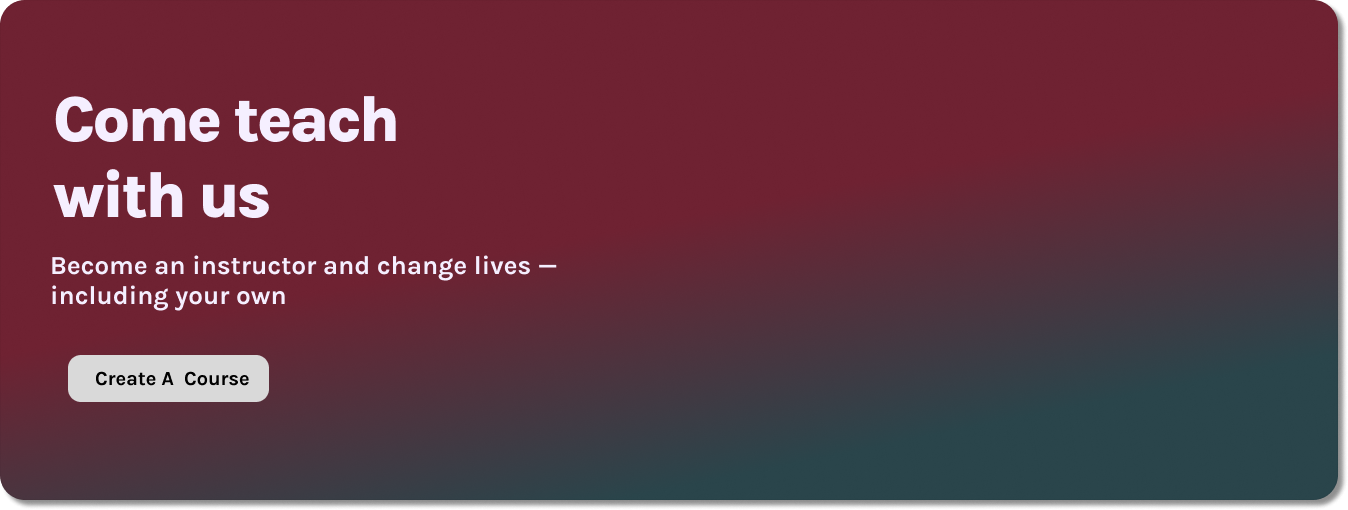 Come teach
with us
Become an instructor and change lives —
including your own
Create A  Course